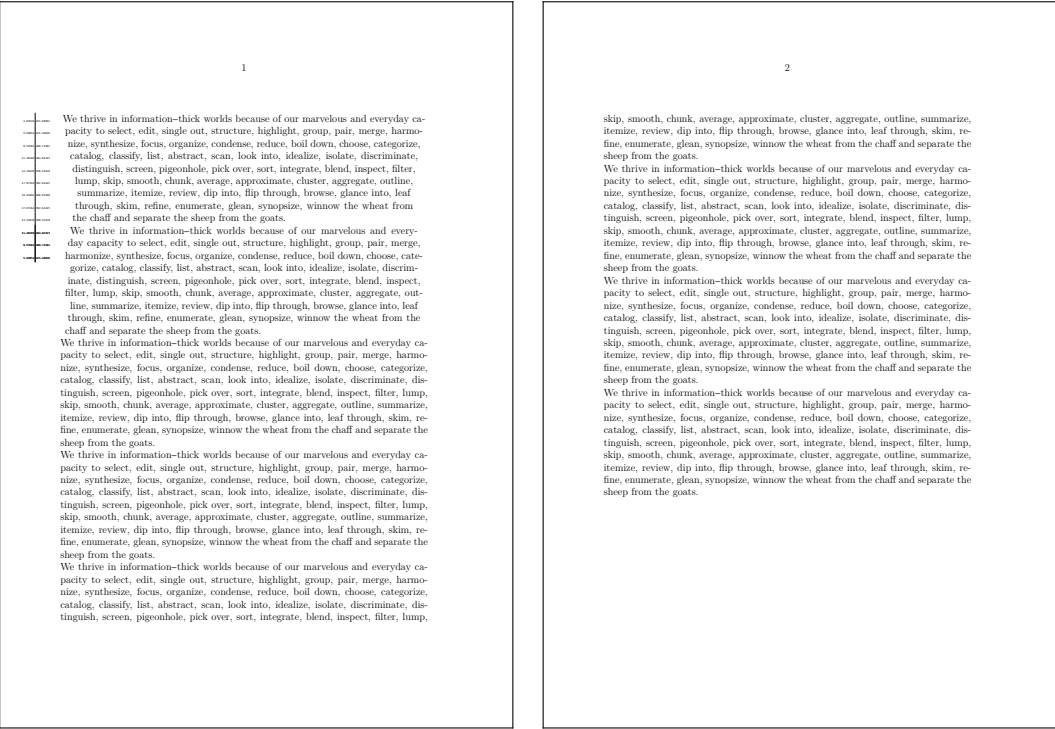 1
We thrive in information–thick worlds because of our marvelous and everyday ca-
pacity to select, edit, single out, structure, highlight, group, pair, merge, harmo-
nize, synthesize, focus, organize, condense, reduce, boil down, choose, categorize,
catalog, classify, list, abstract, scan, look into, idealize, isolate, discriminate,
distinguish, screen, pigeonhole, pick over, sort, integrate, blend, inspect, filter,
lump, skip, smooth, chunk, average, approximate, cluster, aggregate, outline,
summarize, itemize, review, dip into, flip through, browse, glance into, leaf
through, skim, refine, enumerate, glean, synopsize, winnow the wheat from
the chaff and separate the sheep from the goats.
We thrive in information–thick worlds because of our marvelous and every-
day capacity to select, edit, single out, structure, highlight, group, pair, merge,
harmonize, synthesize, focus, organize, condense, reduce, boil down, choose, cate-
gorize, catalog, classify, list, abstract, scan, look into, idealize, isolate, discrim-
inate, distinguish, screen, pigeonhole, pick over, sort, integrate, blend, inspect,
filter, lump, skip, smooth, chunk, average, approximate, cluster, aggregate, out-
line, summarize, itemize, review, dip into, flip through, browse, glance into, leaf
through, skim, refine, enumerate, glean, synopsize, winnow the wheat from the
chaff and separate the sheep from the goats.
We thrive in information–thick worlds because of our marvelous and everyday ca-
pacity to select, edit, single out, structure, highlight, group, pair, merge, harmo-
nize, synthesize, focus, organize, condense, reduce, boil down, choose, categorize,
catalog, classify, list, abstract, scan, look into, idealize, isolate, discriminate, dis-
tinguish, screen, pigeonhole, pick over, sort, integrate, blend, inspect, filter, lump,
skip, smooth, chunk, average, approximate, cluster, aggregate, outline, summarize,
itemize, review, dip into, flip through, browse, glance into, leaf through, skim, re-
fine, enumerate, glean, synopsize, winnow the wheat from the chaff and separate the
sheep from the goats.
We thrive in information–thick worlds because of our marvelous and everyday ca-
pacity to select, edit, single out, structure, highlight, group, pair, merge, harmo-
nize, synthesize, focus, organize, condense, reduce, boil down, choose, categorize,
catalog, classify, list, abstract, scan, look into, idealize, isolate, discriminate, dis-
tinguish, screen, pigeonhole, pick over, sort, integrate, blend, inspect, filter, lump,
skip, smooth, chunk, average, approximate, cluster, aggregate, outline, summarize,
itemize, review, dip into, flip through, browse, glance into, leaf through, skim, re-
fine, enumerate, glean, synopsize, winnow the wheat from the chaff and separate the
sheep from the goats.
We thrive in information–thick worlds because of our marvelous and everyday ca-
pacity to select, edit, single out, structure, highlight, group, pair, merge, harmo-
nize, synthesize, focus, organize, condense, reduce, boil down, choose, categorize,
catalog, classify, list, abstract, scan, look into, idealize, isolate, discriminate, dis-
tinguish, screen, pigeonhole, pick over, sort, integrate, blend, inspect, filter, lump,
2
skip, smooth, chunk, average, approximate, cluster, aggregate, outline, summarize,
itemize, review, dip into, flip through, browse, glance into, leaf through, skim, re-
fine, enumerate, glean, synopsize, winnow the wheat from the chaff and separate the
sheep from the goats.
We thrive in information–thick worlds because of our marvelous and everyday ca-
pacity to select, edit, single out, structure, highlight, group, pair, merge, harmo-
nize, synthesize, focus, organize, condense, reduce, boil down, choose, categorize,
catalog, classify, list, abstract, scan, look into, idealize, isolate, discriminate, dis-
tinguish, screen, pigeonhole, pick over, sort, integrate, blend, inspect, filter, lump,
skip, smooth, chunk, average, approximate, cluster, aggregate, outline, summarize,
itemize, review, dip into, flip through, browse, glance into, leaf through, skim, re-
fine, enumerate, glean, synopsize, winnow the wheat from the chaff and separate the
sheep from the goats.
We thrive in information–thick worlds because of our marvelous and everyday ca-
pacity to select, edit, single out, structure, highlight, group, pair, merge, harmo-
nize, synthesize, focus, organize, condense, reduce, boil down, choose, categorize,
catalog, classify, list, abstract, scan, look into, idealize, isolate, discriminate, dis-
tinguish, screen, pigeonhole, pick over, sort, integrate, blend, inspect, filter, lump,
skip, smooth, chunk, average, approximate, cluster, aggregate, outline, summarize,
itemize, review, dip into, flip through, browse, glance into, leaf through, skim, re-
fine, enumerate, glean, synopsize, winnow the wheat from the chaff and separate the
sheep from the goats.
We thrive in information–thick worlds because of our marvelous and everyday ca-
pacity to select, edit, single out, structure, highlight, group, pair, merge, harmo-
nize, synthesize, focus, organize, condense, reduce, boil down, choose, categorize,
catalog, classify, list, abstract, scan, look into, idealize, isolate, discriminate, dis-
tinguish, screen, pigeonhole, pick over, sort, integrate, blend, inspect, filter, lump,
skip, smooth, chunk, average, approximate, cluster, aggregate, outline, summarize,
itemize, review, dip into, flip through, browse, glance into, leaf through, skim, re-
fine, enumerate, glean, synopsize, winnow the wheat from the chaff and separate the
sheep from the goats.